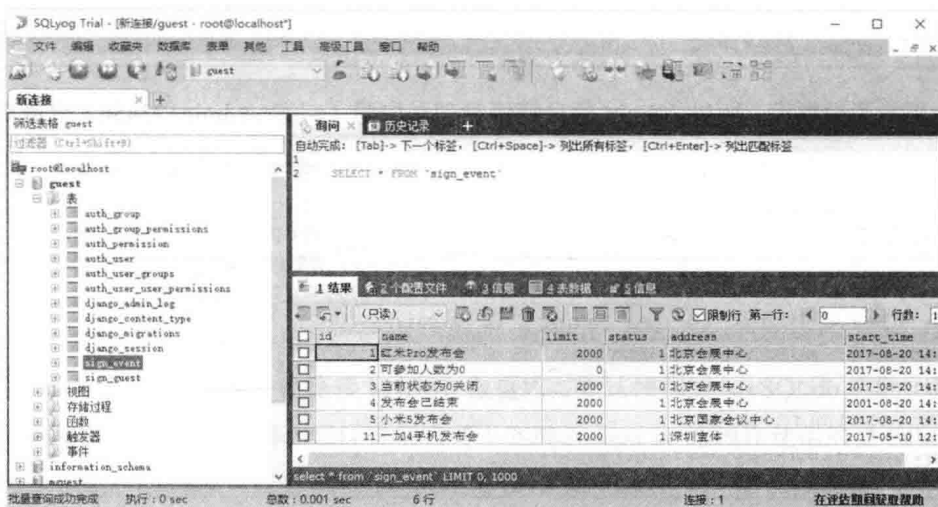 SQLyog Trial - [新连接/guest - root@localhost*]
文件 编辑 收藏夹 数据库 表单 其他 工具 高级工具 窗口 帮助
guest
新连接
筛选表格 guest
过滤器 (Ctrl+Shift+B)
root@localhost
guest
表
auth_group
auth_group_permissions
auth_permission
auth_user
auth_user_groups
auth_user_user_permissions
django_admin_log
django_content_type
django_migrations
django_session
sign_event
sign_guest
视图
存储过程
函数
触发器
事件
information_schema
询问 历史记录
自动完成: [Tab]-> 下一个标签, [Ctrl+Space]-> 列出所有标签, [Ctrl+Enter]-> 列出匹配标签
1
2 SELECT * FROM `sign_event`
1 结果 2 个配置文件 3 信息 4 表数据 5 信息
(只读) 限制行 第一行: 0 行数: 1
id name limit status address start_time
1 红米Pro发布会 2000 1 北京会展中心 2017-08-20 14:
2 可参加人数为0 0 1 北京会展中心 2017-08-20 14:
3 当前状态为0关闭 2000 0 北京会展中心 2017-08-20 14:
4 发布会已结束 2000 1 北京会展中心 2001-08-20 14:
5 小米5发布会 2000 1 北京国家会议中心 2017-08-20 14:
11 一加4手机发布会 2000 1 深圳宝体 2017-05-10 12:
select * from `sign_event` LIMIT 0, 1000
批量查询成功完成 执行: 0 sec 总数: 0.001 sec 6 行 连接: 1 在评估期间获取帮助